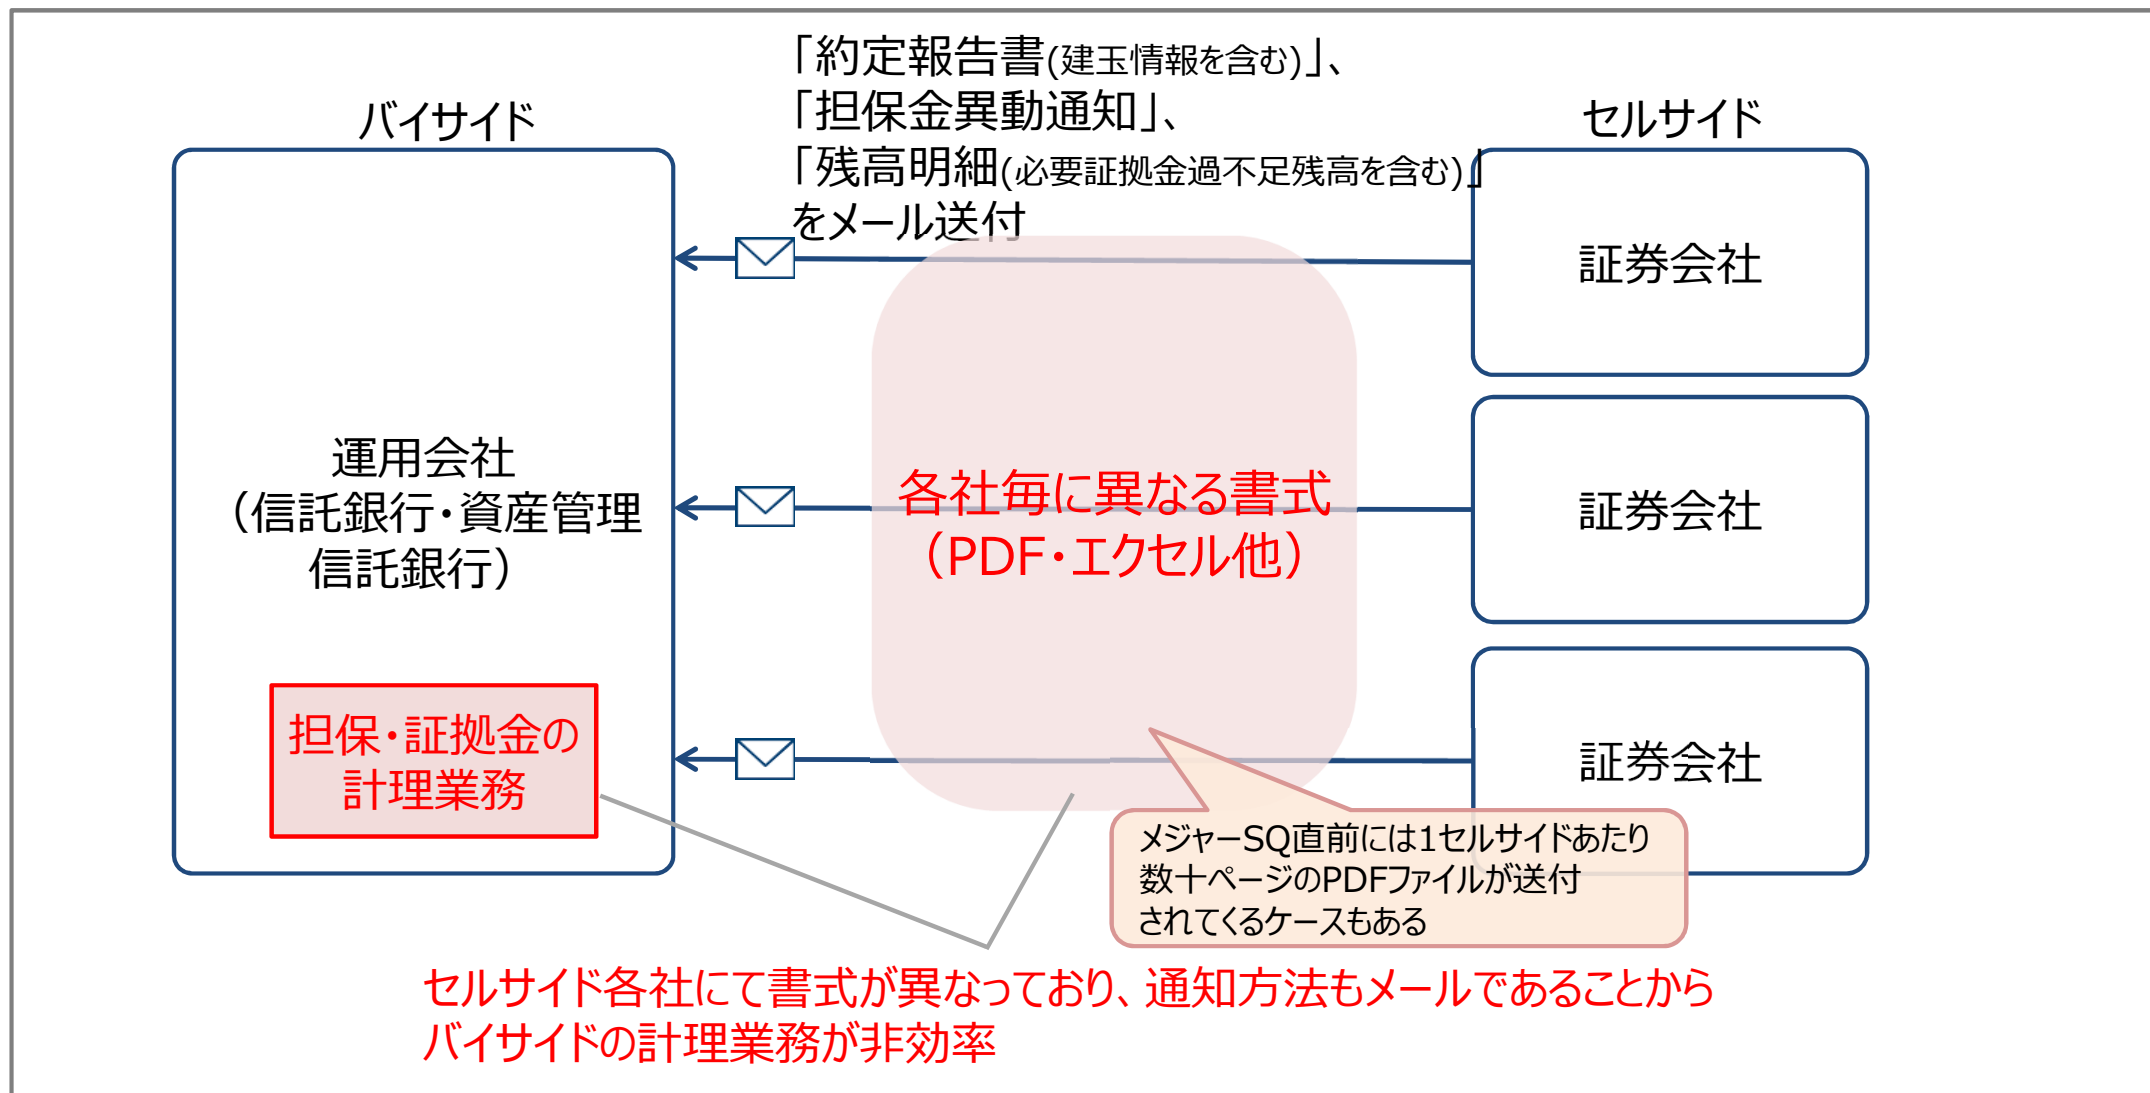 「約定報告書(建玉情報を含む)」、
「担保金異動通知」、
「残高明細(必要証拠金過不足残高を含む)」
をメール送付
バイサイド
セルサイド
運用会社
（信託銀行・資産管理
信託銀行）
担保・証拠金の
計理業務
各社毎に異なる書式
（PDF・エクセル他）
証券会社
証券会社
証券会社
メジャーSQ直前には1セルサイドあたり
数十ページのPDFファイルが送付
されてくるケースもある
セルサイド各社にて書式が異なっており、通知方法もメールであることから
バイサイドの計理業務が非効率